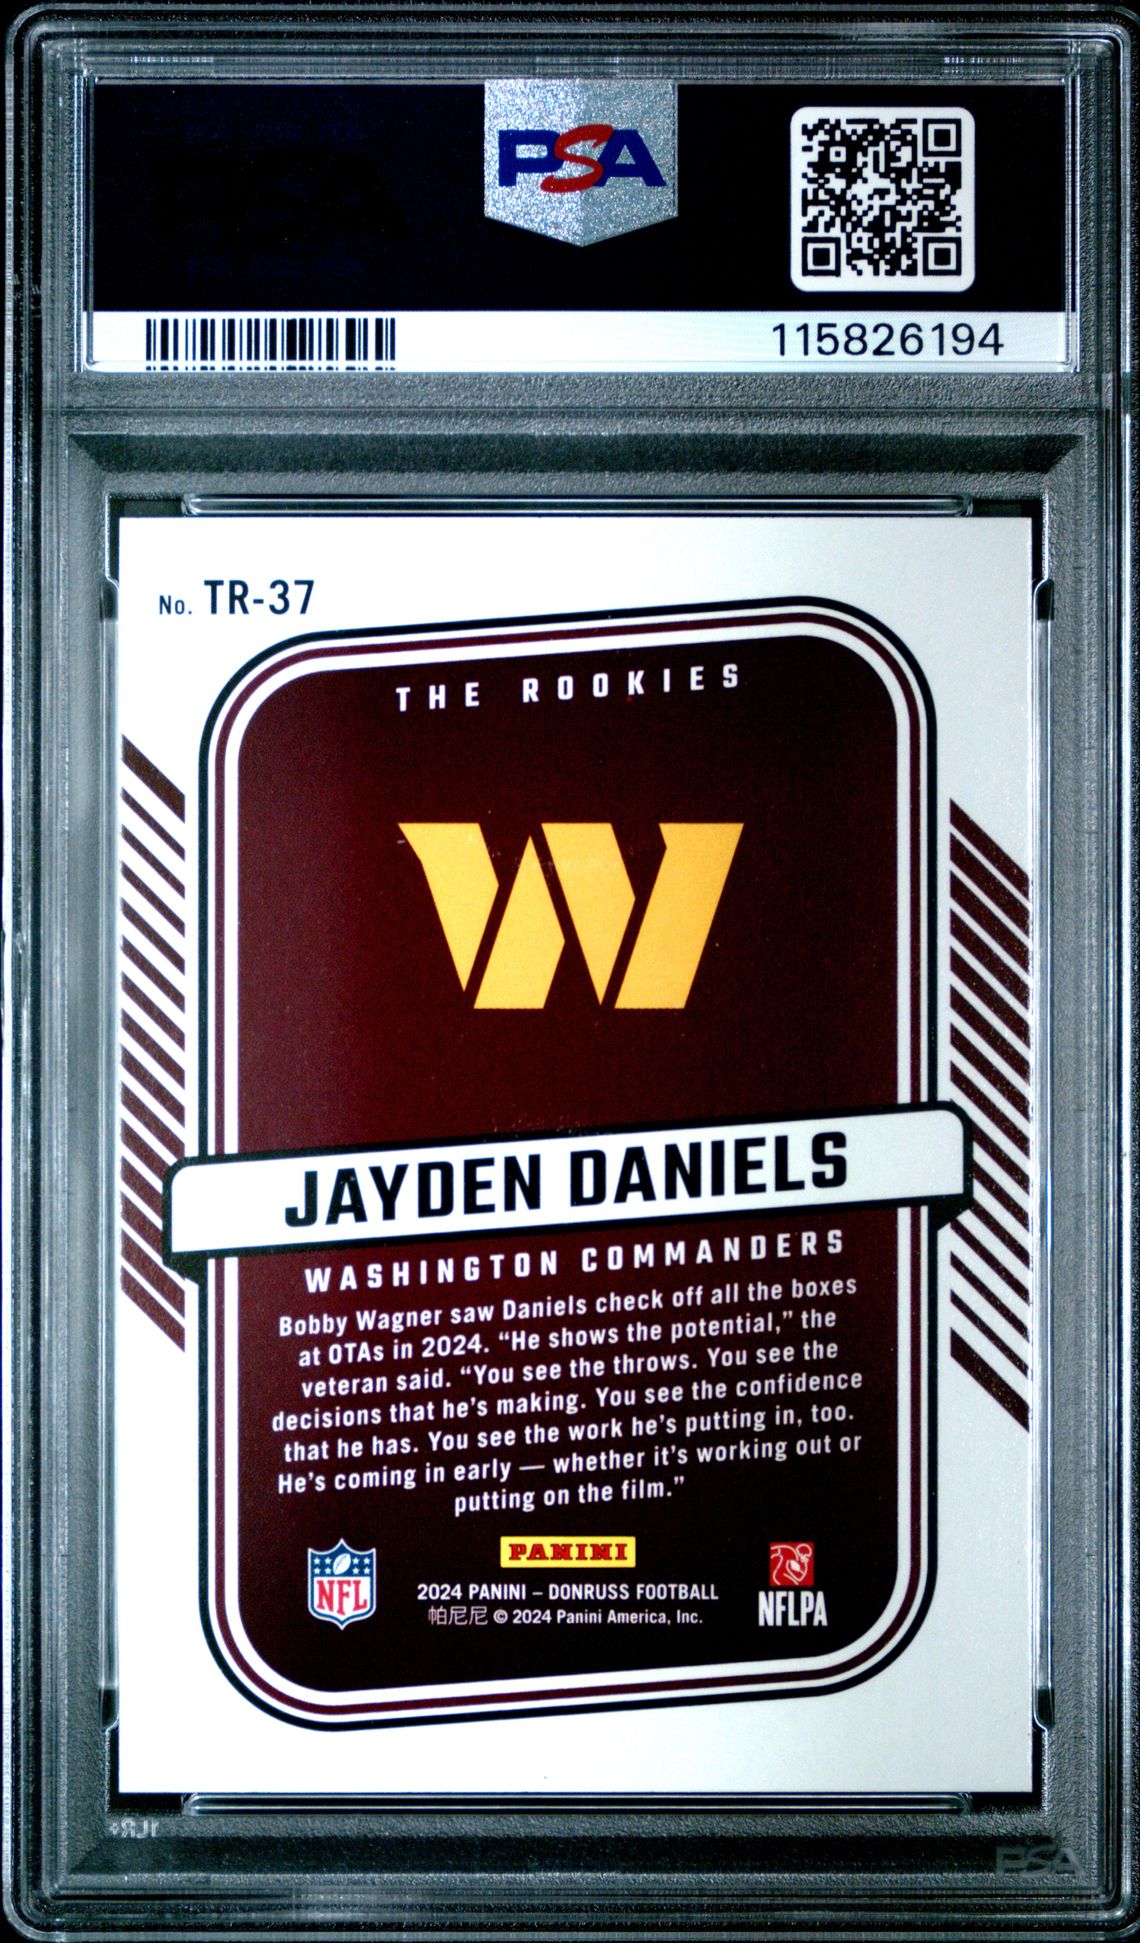 PSA
115826194
No. TR-37
THE ROOKIES
W
JAYDEN DANIELS
WASHINGTON COMMANDERS
Bobby Wagner saw Daniels check off all the boxes
at OTAs in 2024. “He shows the potential,” the
veteran said. “You see the throws. You see the
decisions that he’s making. You see the confidence
that he has. You see the work he’s putting in, too.
He’s coming in early — whether it’s working out or
putting on the film.”
NFL
PANINI
2024 PANINI – DONRUSS FOOTBALL
帕尼尼 © 2024 Panini America, Inc.
NFLPA
PSA